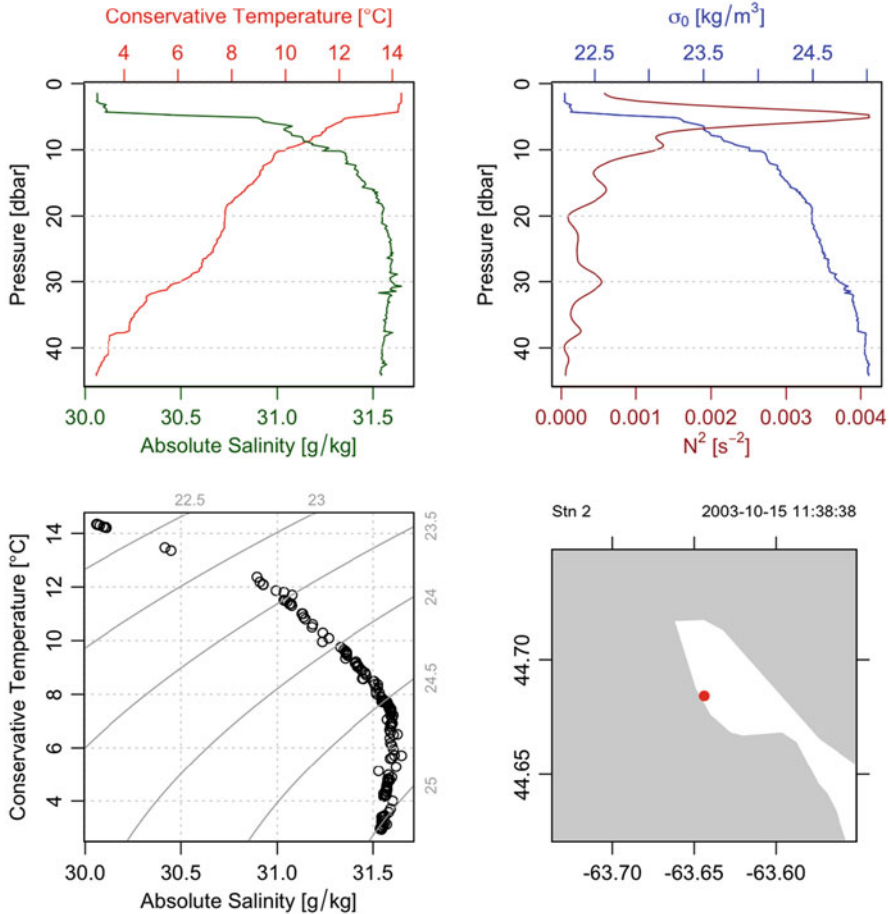 Conservative Temperature [°C]
4 6 8 10 12 14
0
10
20
30
40
Pressure [dbar]
30.0 30.5 31.0 31.5
Absolute Salinity [g/kg]
σ0 [kg/m³]
22.5 23.5 24.5
0
10
20
30
40
Pressure [dbar]
0.000 0.001 0.002 0.003 0.004
N² [s⁻²]
22.5 23
23.5
24
24.5
25
14
12
10
8
6
4
Conservative Temperature [°C]
30.0 30.5 31.0 31.5
Absolute Salinity [g/kg]
Stn 2 2003-10-15 11:38:38
44.70
44.65
-63.70 -63.65 -63.60